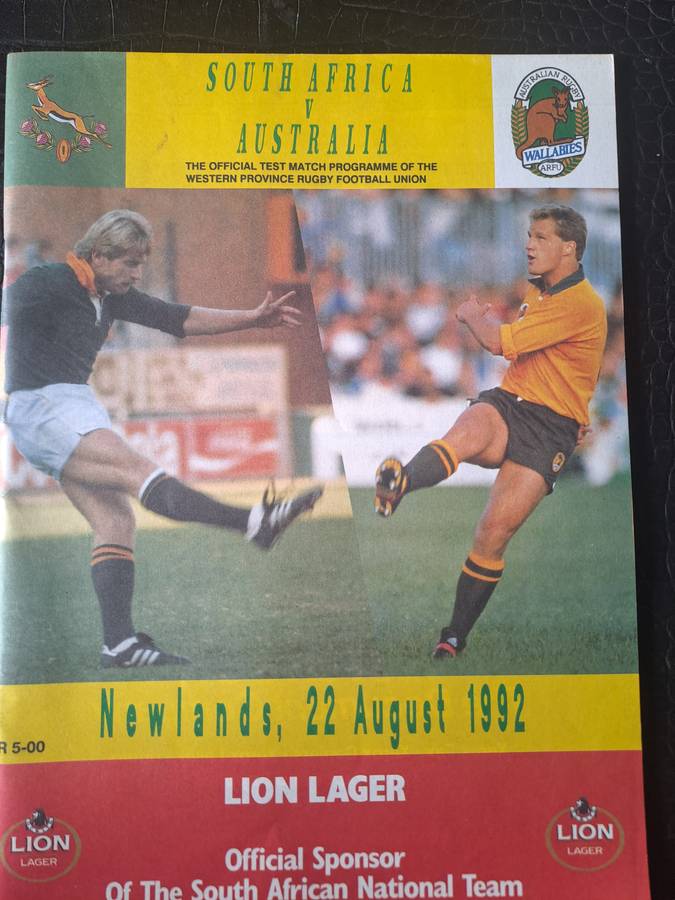 SOUTH AFRICA
V
AUSTRALIA
THE OFFICIAL TEST MATCH PROGRAMME OF THE
WESTERN PROVINCE RUGBY FOOTBALL UNION
AUSTRALIAN RUGBY
WALLABIES
ARFU
Newlands, 22 August 1992
R 5-00
LION LAGER
LION
LAGER
LION
LAGER
Official Sponsor
Of The South African National Team